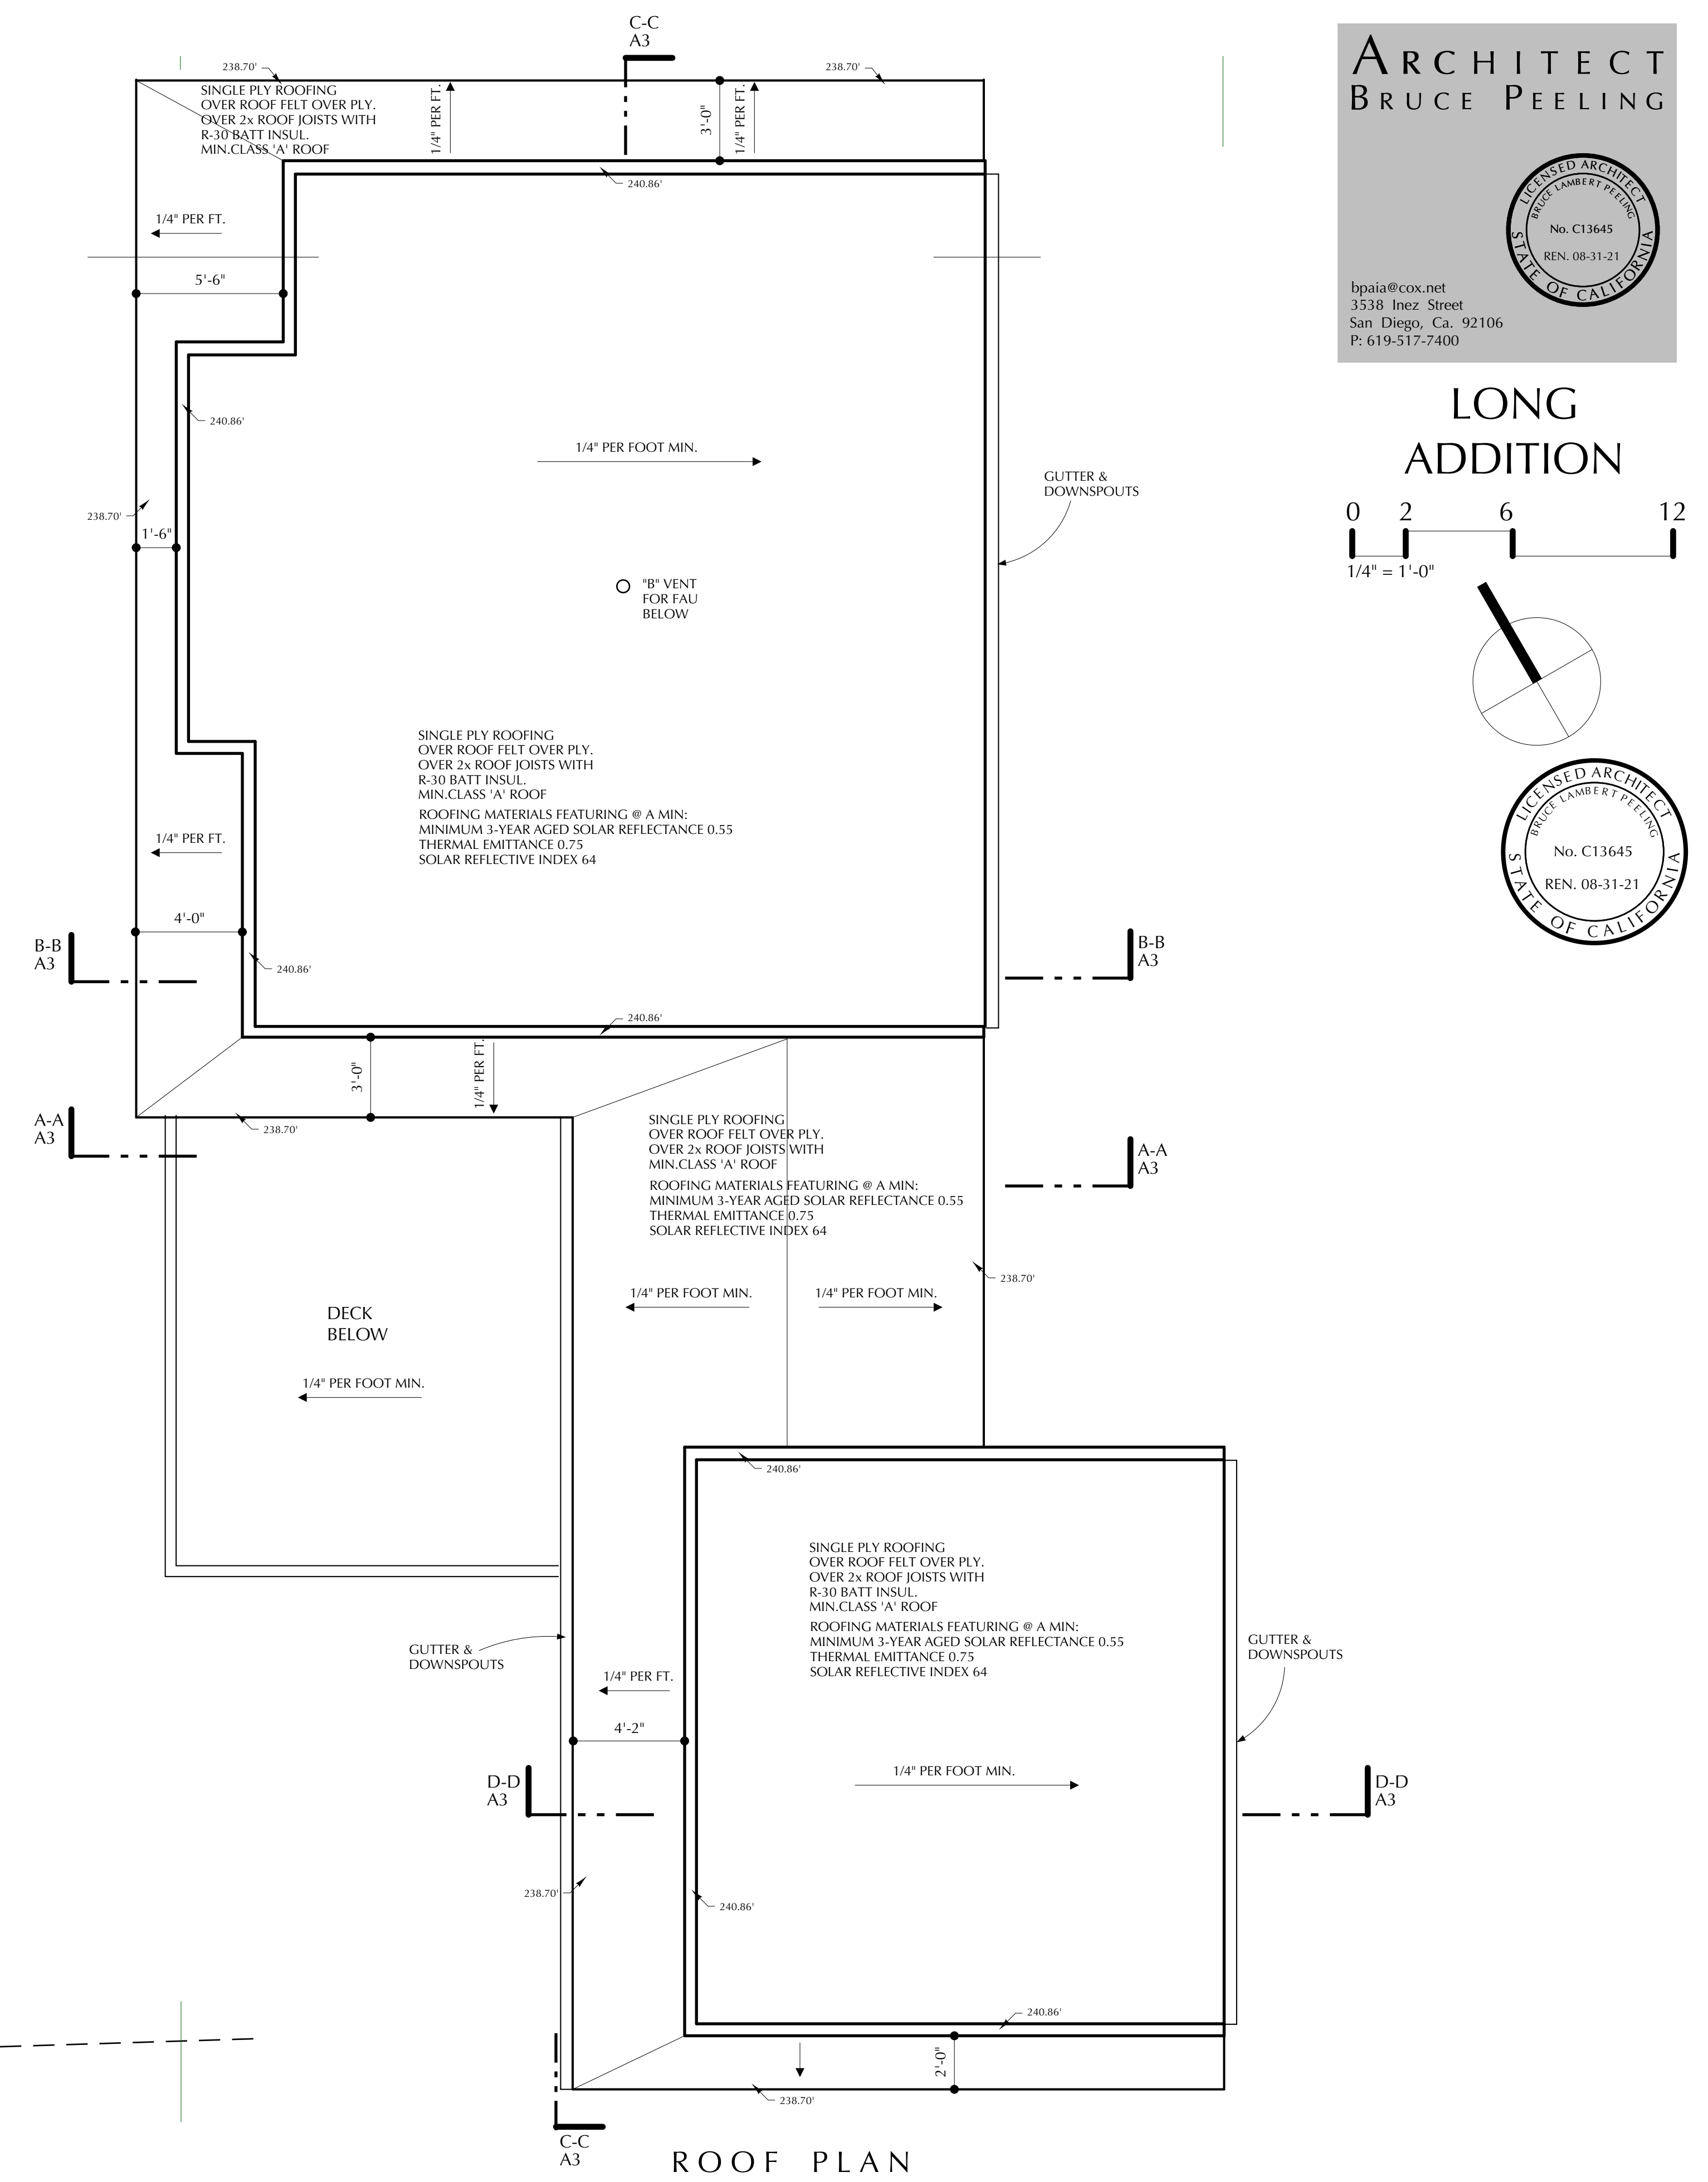 C-C
A3
238.70'
238.70'
SINGLE PLY ROOFING
OVER ROOF FELT OVER PLY.
OVER 2x ROOF JOISTS WITH
R-30 BATT INSUL.
MIN.CLASS 'A' ROOF
1/4" PER FT.
3'-0"
1/4" PER FT.
240.86'
1/4" PER FT.
5'-6"
240.86'
1/4" PER FOOT MIN.
GUTTER &
DOWNSPOUTS
238.70'
1'-6"
"B" VENT
FOR FAU
BELOW
SINGLE PLY ROOFING
OVER ROOF FELT OVER PLY.
OVER 2x ROOF JOISTS WITH
R-30 BATT INSUL.
MIN.CLASS 'A' ROOF
ROOFING MATERIALS FEATURING @ A MIN:
MINIMUM 3-YEAR AGED SOLAR REFLECTANCE 0.55
THERMAL EMITTANCE 0.75
SOLAR REFLECTIVE INDEX 64
1/4" PER FT.
4'-0"
B-B
A3
B-B
A3
240.86'
240.86'
3'-0"
1/4" PER FT.
A-A
A3
238.70'
SINGLE PLY ROOFING
OVER ROOF FELT OVER PLY.
OVER 2x ROOF JOISTS WITH
MIN.CLASS 'A' ROOF
ROOFING MATERIALS FEATURING @ A MIN:
MINIMUM 3-YEAR AGED SOLAR REFLECTANCE 0.55
THERMAL EMITTANCE 0.75
SOLAR REFLECTIVE INDEX 64
A-A
A3
238.70'
1/4" PER FOOT MIN.
1/4" PER FOOT MIN.
DECK
BELOW
1/4" PER FOOT MIN.
240.86'
SINGLE PLY ROOFING
OVER ROOF FELT OVER PLY.
OVER 2x ROOF JOISTS WITH
R-30 BATT INSUL.
MIN.CLASS 'A' ROOF
ROOFING MATERIALS FEATURING @ A MIN:
MINIMUM 3-YEAR AGED SOLAR REFLECTANCE 0.55
THERMAL EMITTANCE 0.75
SOLAR REFLECTIVE INDEX 64
GUTTER &
DOWNSPOUTS
GUTTER &
DOWNSPOUTS
1/4" PER FT.
4'-2"
1/4" PER FOOT MIN.
D-D
A3
D-D
A3
238.70'
240.86'
240.86'
2'-0"
238.70'
C-C
A3
ROOF PLAN
ARCHITECT
BRUCE PEELING
LICENSED ARCHITECT
BRUCE LAMBERT PEELING
No. C13645
REN. 08-31-21
STATE OF CALIFORNIA
bpaia@cox.net
3538 Inez Street
San Diego, Ca. 92106
P: 619-517-7400
LONG
ADDITION
0 2 6 12
1/4" = 1'-0"
LICENSED ARCHITECT
BRUCE LAMBERT PEELING
No. C13645
REN. 08-31-21
STATE OF CALIFORNIA